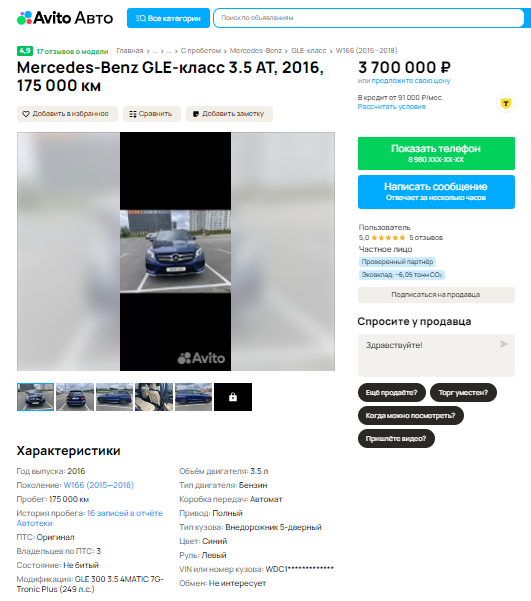 Avito Авто
Все категории
Поиск по объявлениям
4,9 17 отзывов о модели
Главная › ... › ... › С пробегом › Mercedes-Benz › GLE-класс › W166 (2015—2018)
Mercedes-Benz GLE-класс 3.5 AT, 2016,
175 000 км
3 700 000 ₽
или предложите свою цену
В кредит от 91 000 ₽/мес.
Рассчитать условия
Добавить в избранное
Сравнить
Добавить заметку
Показать телефон
8 980 XXX-XX-XX
Написать сообщение
Отвечает за несколько часов
Avito
Пользователь
5,0 ★★★★★ 5 отзывов
Частное лицо
Проверенный партнёр
Эковклад: −6,05 тонн CO₂
Подписаться на продавца
Спросите у продавца
Здравствуйте!
Ещё продаёте?
Торг уместен?
Когда можно посмотреть?
Пришлёте видео?
Характеристики
Год выпуска: 2016
Поколение: W166 (2015—2018)
Пробег: 175 000 км
История пробега: 16 записей в отчёте
Автотеки
ПТС: Оригинал
Владельцев по ПТС: 3
Состояние: Не битый
Модификация: GLE 300 3.5 4MATIC 7G-
Tronic Plus (249 л.с.)
Объём двигателя: 3.5 л
Тип двигателя: Бензин
Коробка передач: Автомат
Привод: Полный
Тип кузова: Внедорожник 5-дверный
Цвет: Синий
Руль: Левый
VIN или номер кузова: WDC1*************
Обмен: Не интересует